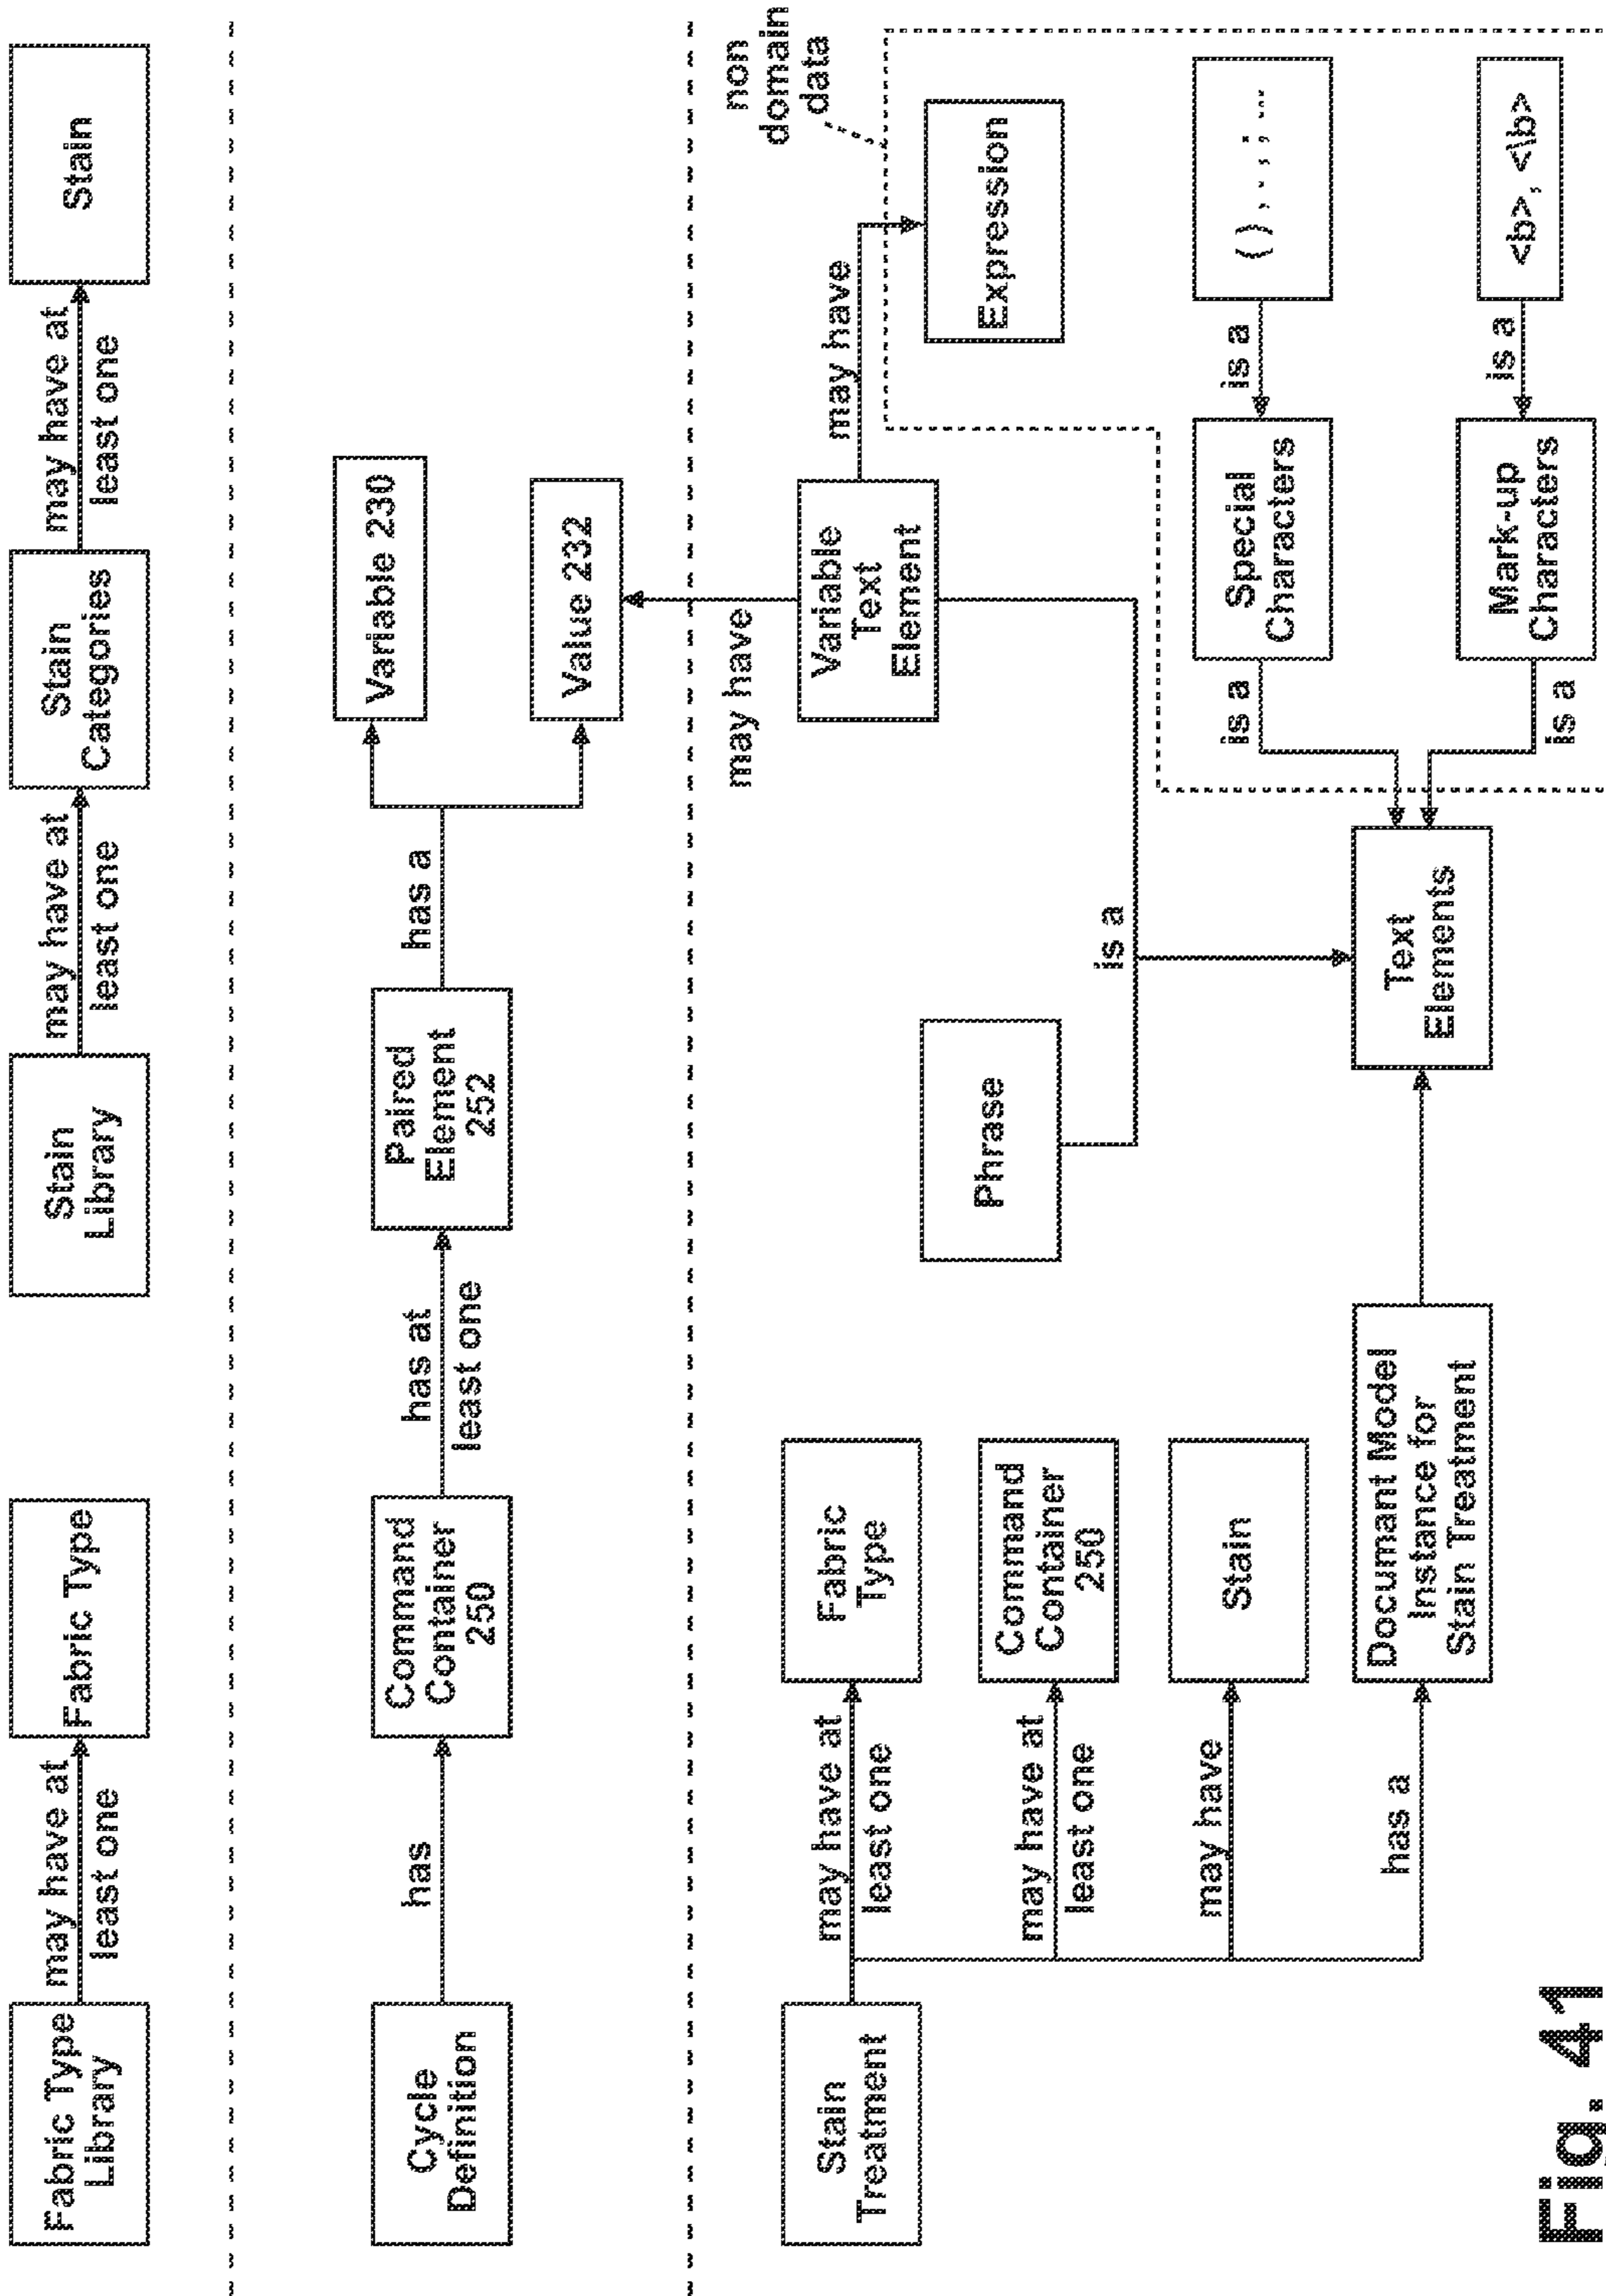 Fabric Type
Library
may have at
least one
Fabric Type
Stain
Library
may have at
least one
Stain
Categories
may have at
least one
Stain
Cycle
Definition
has
Command
Container
250
has at
least one
Paired
Element
252
has a
Variable 230
Value 232
Stain
Treatment
may have at
least one
Fabric
Type
may have at
least one
Command
Container
250
may have
Stain
has a
Documant Model
Instance for
Stain Treatment
Phrase
is a
Text
Elements
may have
Variable
Text
Element
may have
Expression
non
domain
data
is a
Special
Characters
is a
is a
Mark-up
Characters
is a
<b>, <\b>
Fig. 41